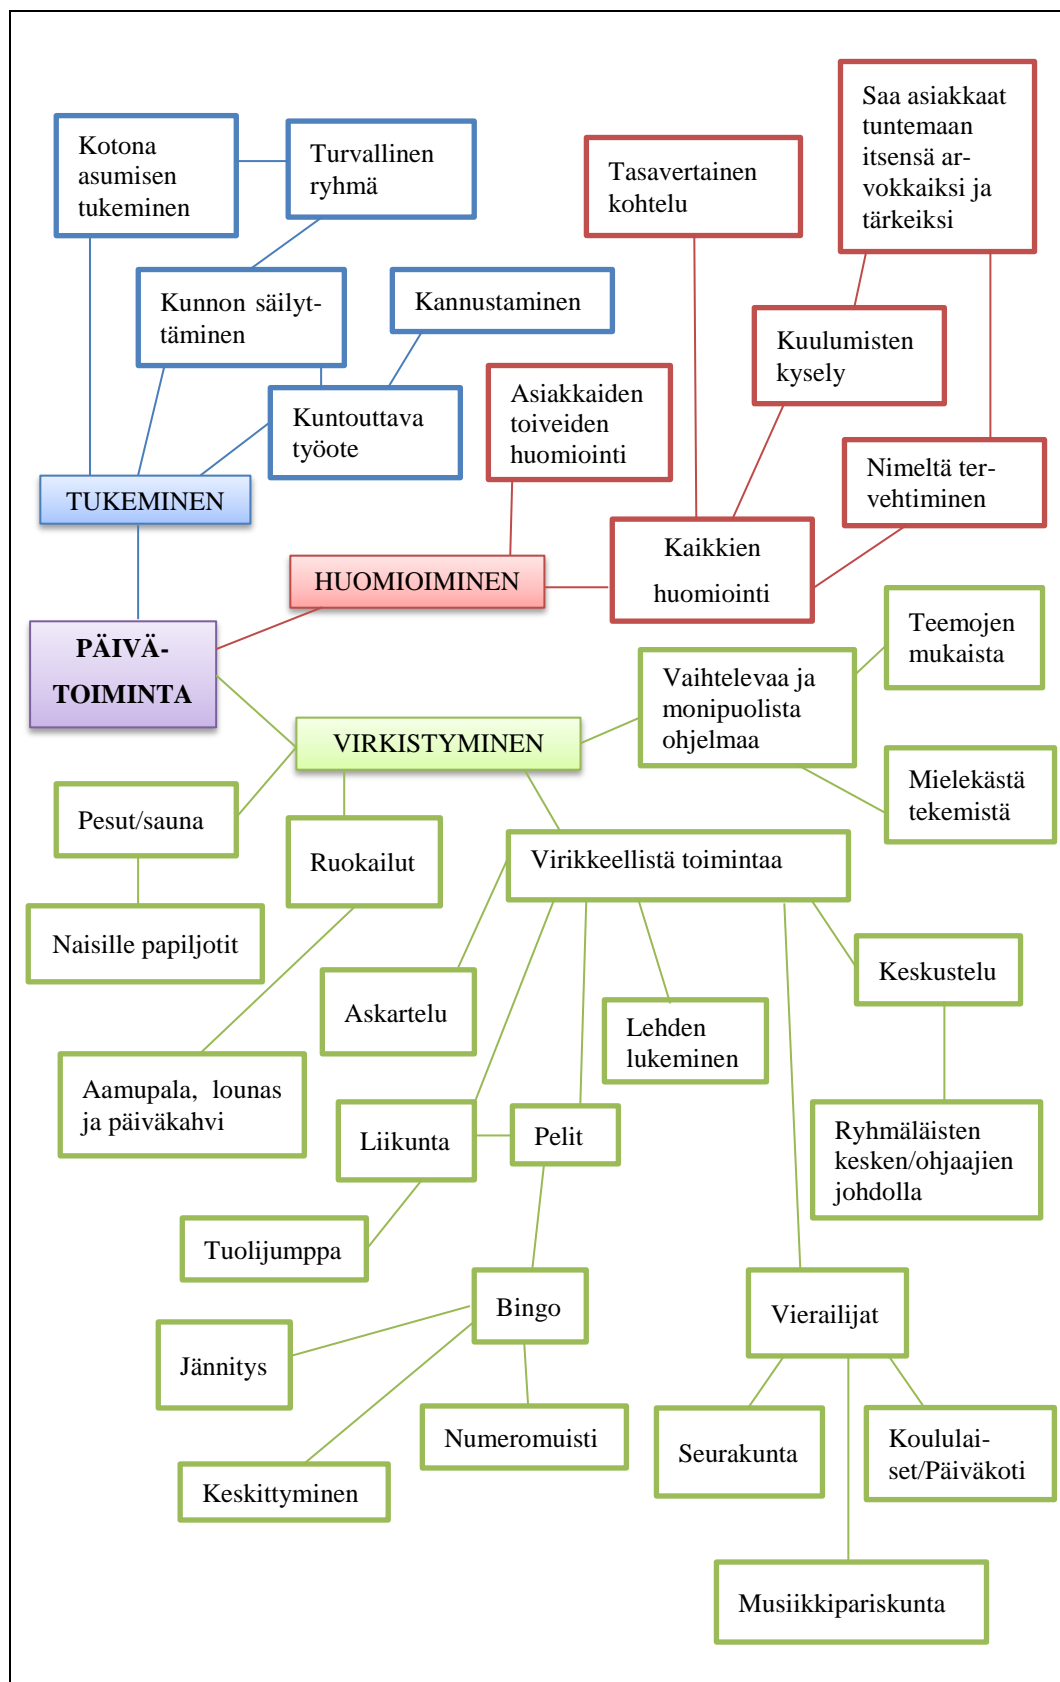 Kotona
asumisen
tukeminen
Turvallinen
ryhmä
Kunnon säilyt-
täminen
Kannustaminen
Kuntouttava
työote
TUKEMINEN
Tasavertainen
kohtelu
Saa asiakkaat
tuntemaan
itsensä ar-
vokkaiksi ja
tärkeiksi
Kuulumisten
kysely
Asiakkaiden
toiveiden
huomiointi
Nimeltä ter-
vehtiminen
Kaikkien
huomiointi
HUOMIOIMINEN
PÄIVÄ-
TOIMINTA
Teemojen
mukaista
Vaihtelevaa ja
monipuolista
ohjelmaa
VIRKISTYMINEN
Mielekästä
tekemistä
Pesut/sauna
Ruokailut
Virikkeellistä toimintaa
Naisille papiljotit
Keskustelu
Askartelu
Lehden
lukeminen
Aamupala, lounas
ja päiväkahvi
Liikunta
Pelit
Ryhmäläisten
kesken/ohjaajien
johdolla
Tuolijumppa
Bingo
Vierailijat
Jännitys
Numeromuisti
Seurakunta
Koululai-
set/Päiväkoti
Keskittyminen
Musiikkipariskunta